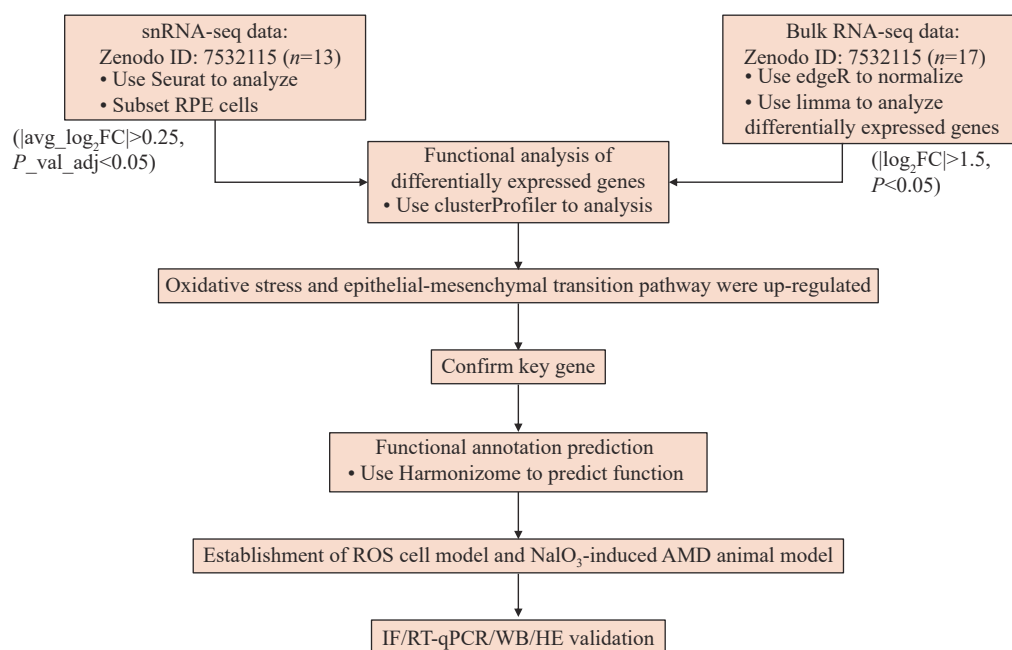 snRNA-seq data:
Zenodo ID: 7532115 (n=13)
• Use Seurat to analyze
• Subset RPE cells
Bulk RNA-seq data:
Zenodo ID: 7532115 (n=17)
• Use edgeR to normalize
• Use limma to analyze
differentially expressed genes
(|avg_log₂FC|>0.25,
P_val_adj<0.05)
(|log₂FC|>1.5,
P<0.05)
Functional analysis of
differentially expressed genes
• Use clusterProfiler to analysis
Oxidative stress and epithelial-mesenchymal transition pathway were up-regulated
Confirm key gene
Functional annotation prediction
• Use Harmonizome to predict function
Establishment of ROS cell model and NaIO₃-induced AMD animal model
IF/RT-qPCR/WB/HE validation